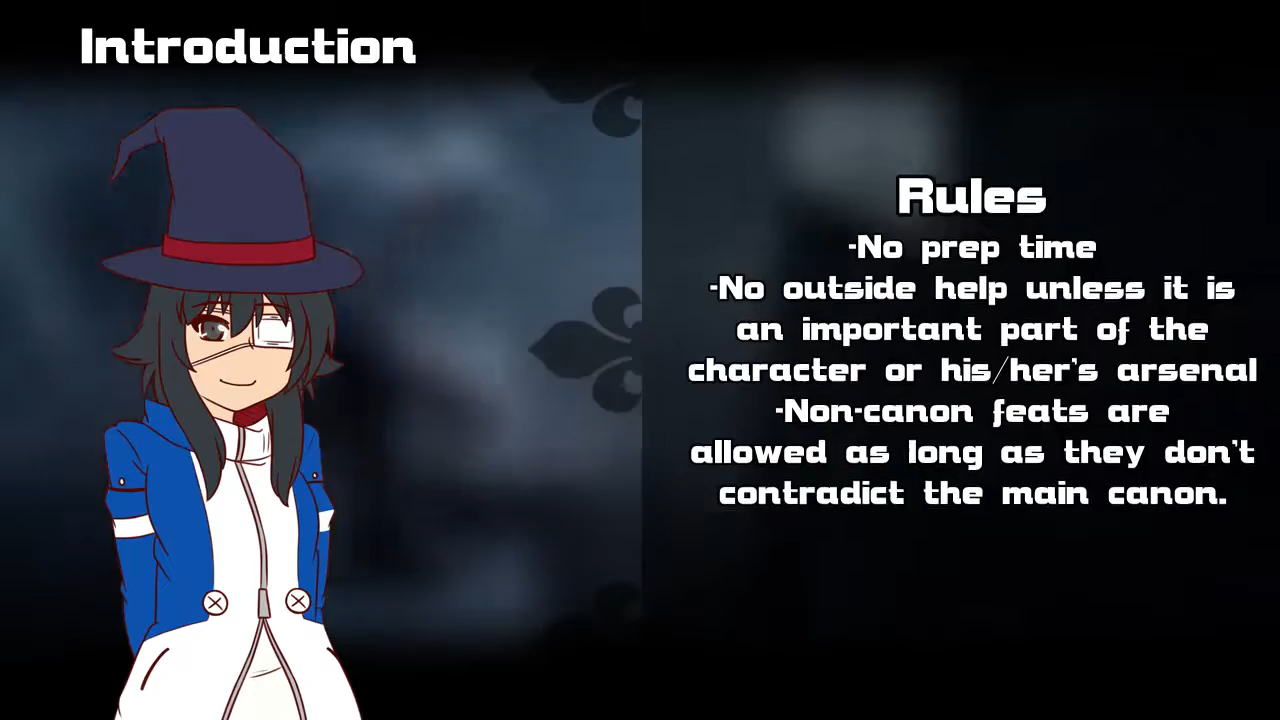 Introduction
Rules
-No prep time
-No outside help unless it is
an important part of the
character or his/her's arsenal
-Non-canon feats are
allowed as long as they don't
contradict the main canon.